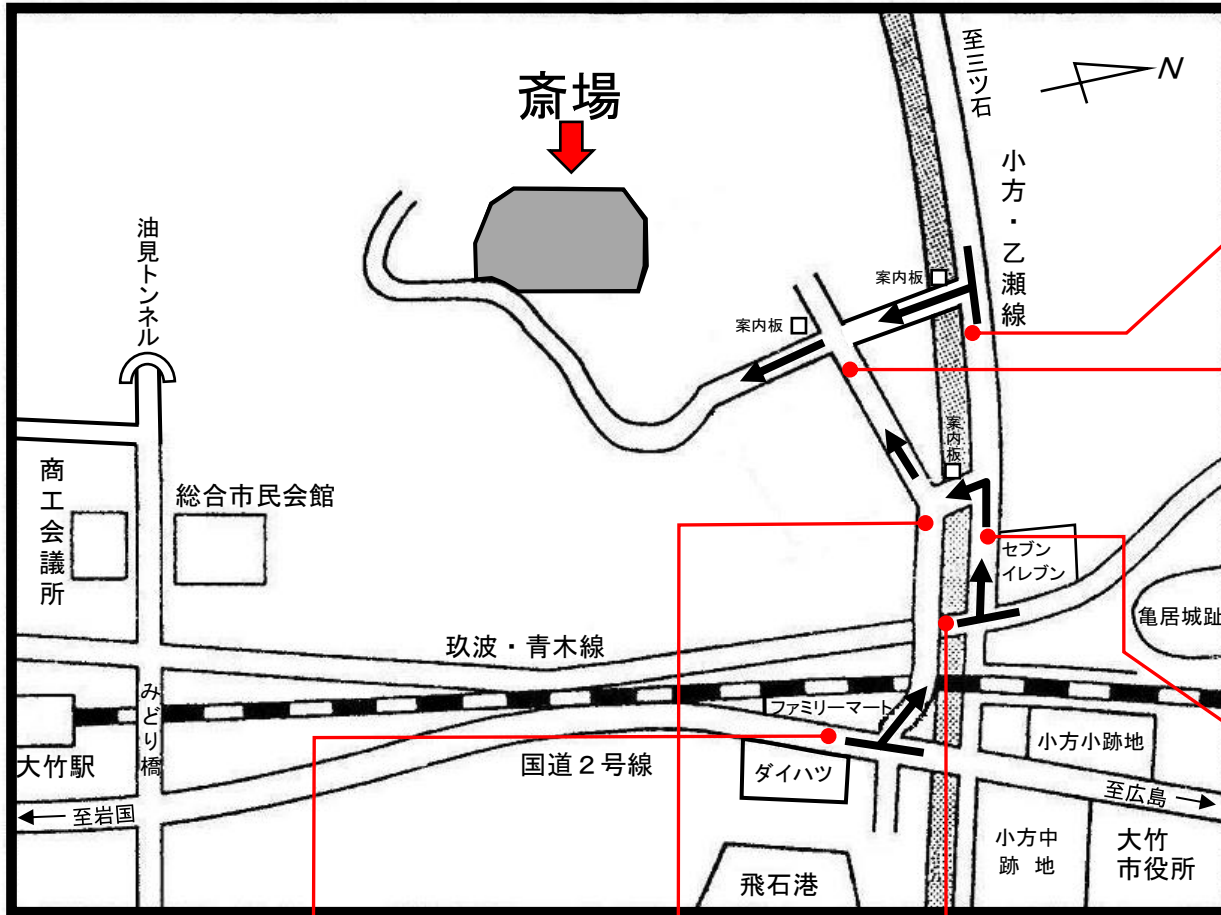 斎場
至三ツ石
N
小方・乙瀬線
油見トンネル
案内板
案内板
案内板
商工会議所
総合市民会館
セブン
イレブン
亀居城趾
玖波・青木線
みどり橋
ファミリーマート
大竹駅
国道２号線
ダイハツ
小方小跡地
至岩国
至広島
小方中
跡 地
大竹
市役所
飛石港